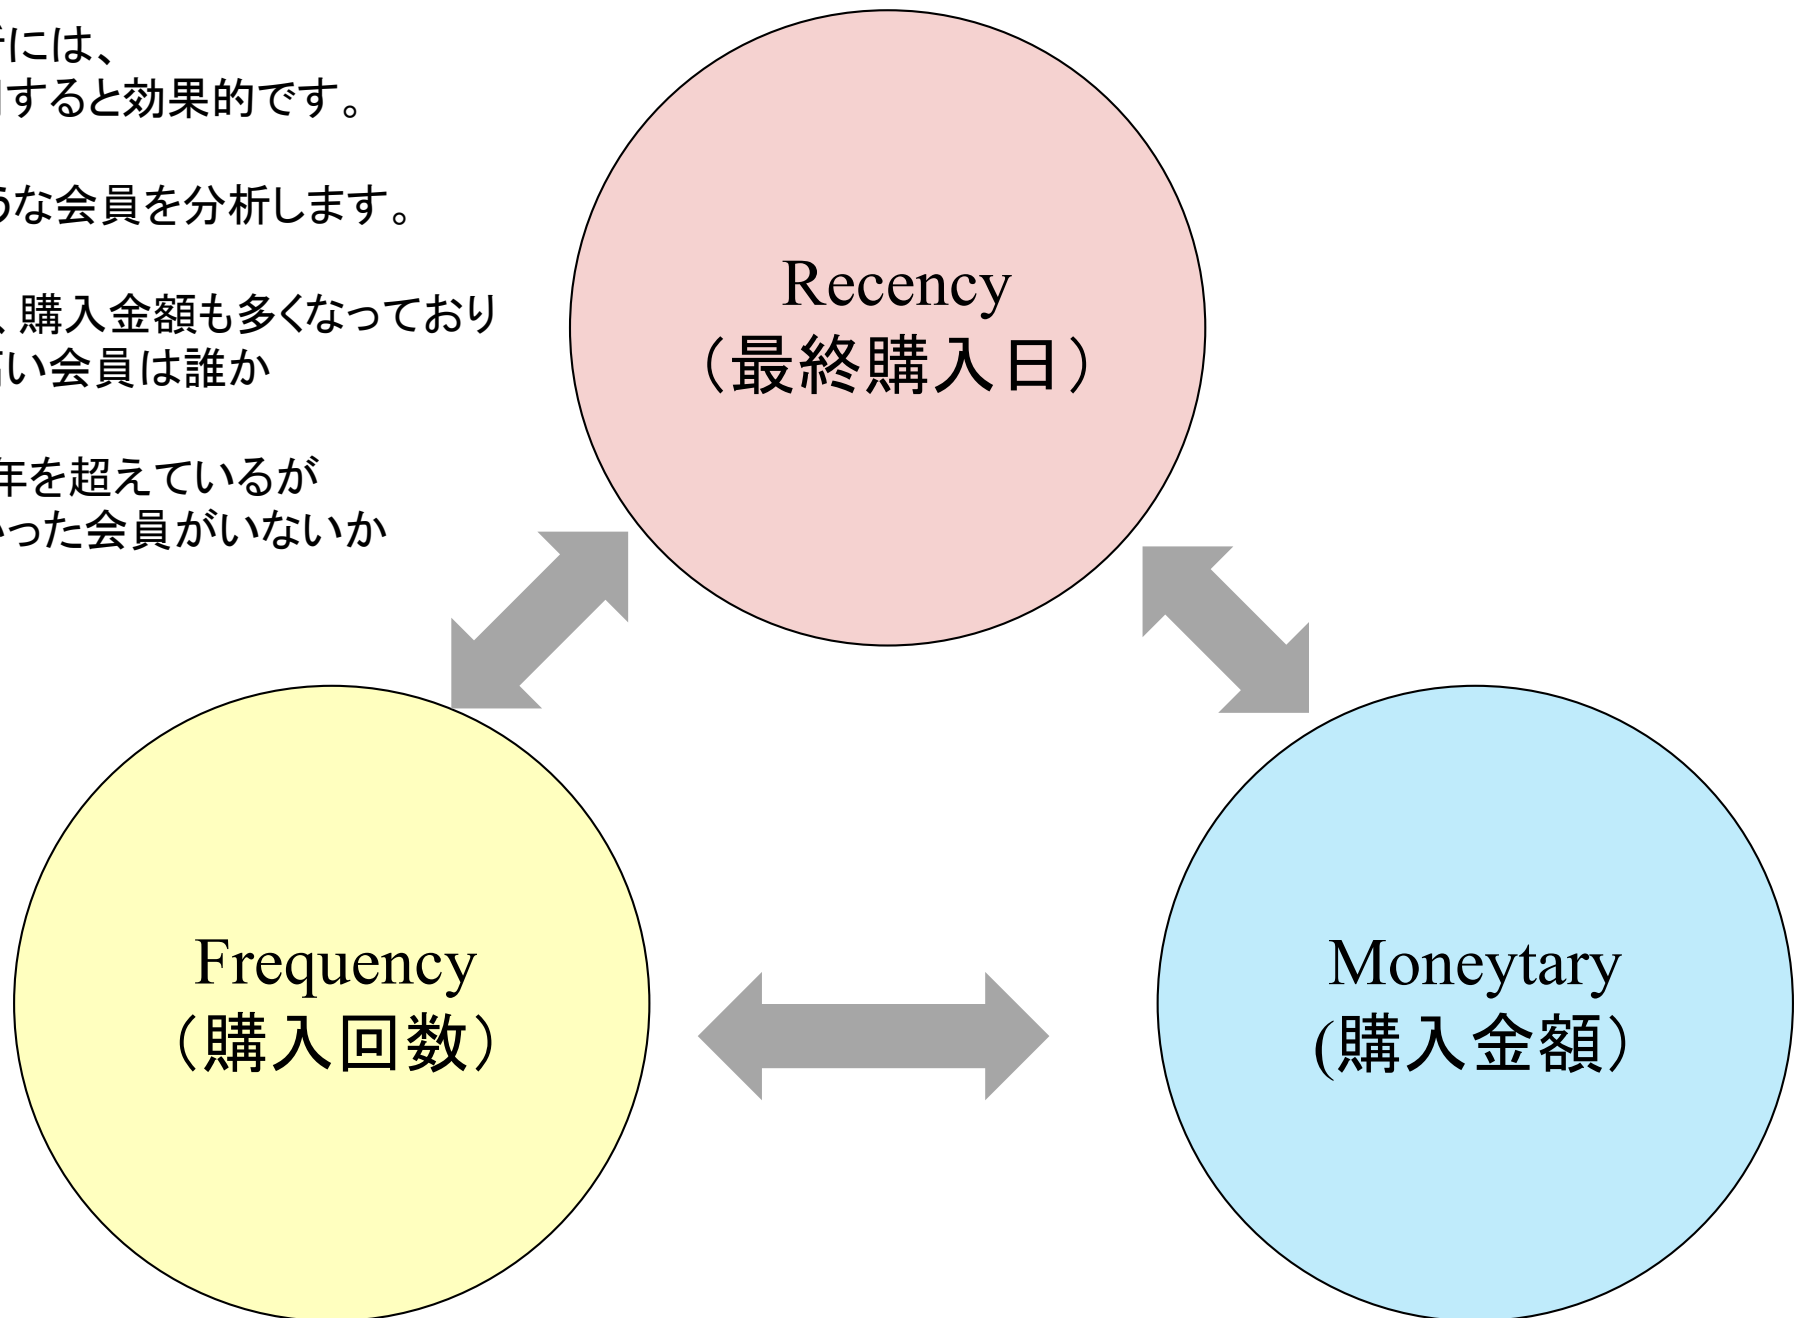 には、
すると効果的です。
うな会員を分析します。
、購入金額も多くなっており
高い会員は誰か
年を超えているが
いった会員がいないか
Recency
（最終購入日）
Frequency
（購入回数）
Moneytary
(購入金額）